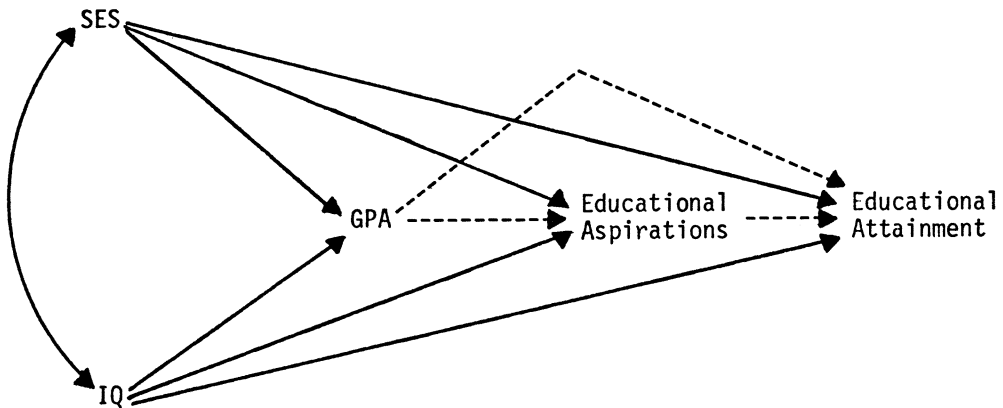 SES
GPA
Educational
Aspirations
Educational
Attainment
IQ